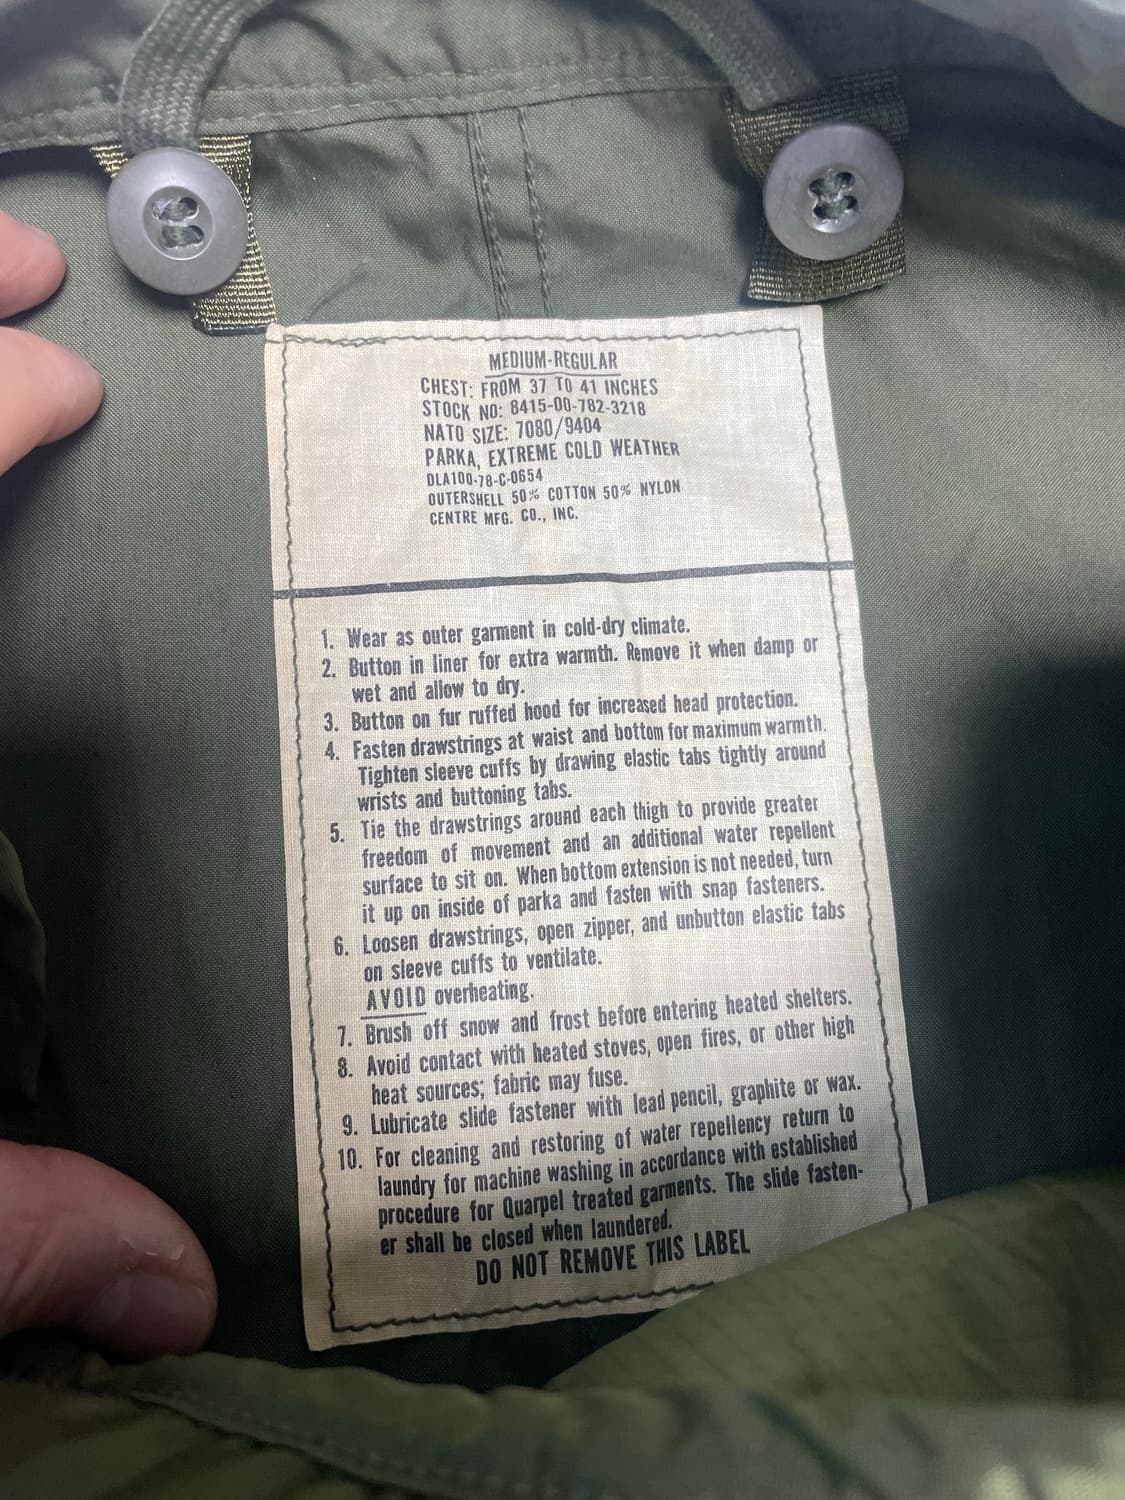 MEDIUM-REGULAR
CHEST: FROM 37 TO 41 INCHES
STOCK NO: 8415-00-782-3218
NATO SIZE: 7080/9404
PARKA, EXTREME COLD WEATHER
DLA100-78-C-0654
OUTERSHELL 50% COTTON 50% NYLON
CENTRE MFG. CO., INC.
1. Wear as outer garment in cold-dry climate.
2. Button in liner for extra warmth. Remove it when damp or
wet and allow to dry.
3. Button on fur ruffed hood for increased head protection.
4. Fasten drawstrings at waist and bottom for maximum warmth.
Tighten sleeve cuffs by drawing elastic tabs tightly around
wrists and buttoning tabs.
5. Tie the drawstrings around each thigh to provide greater
freedom of movement and an additional water repellent
surface to sit on. When bottom extension is not needed, turn
it up on inside of parka and fasten with snap fasteners.
6. Loosen drawstrings, open zipper, and unbutton elastic tabs
on sleeve cuffs to ventilate.
AVOID overheating.
7. Brush off snow and frost before entering heated shelters.
8. Avoid contact with heated stoves, open fires, or other high
heat sources; fabric may fuse.
9. Lubricate slide fastener with lead pencil, graphite or wax.
10. For cleaning and restoring of water repellency return to
laundry for machine washing in accordance with established
procedure for Quarpel treated garments. The slide fasten-
er shall be closed when laundered.
DO NOT REMOVE THIS LABEL